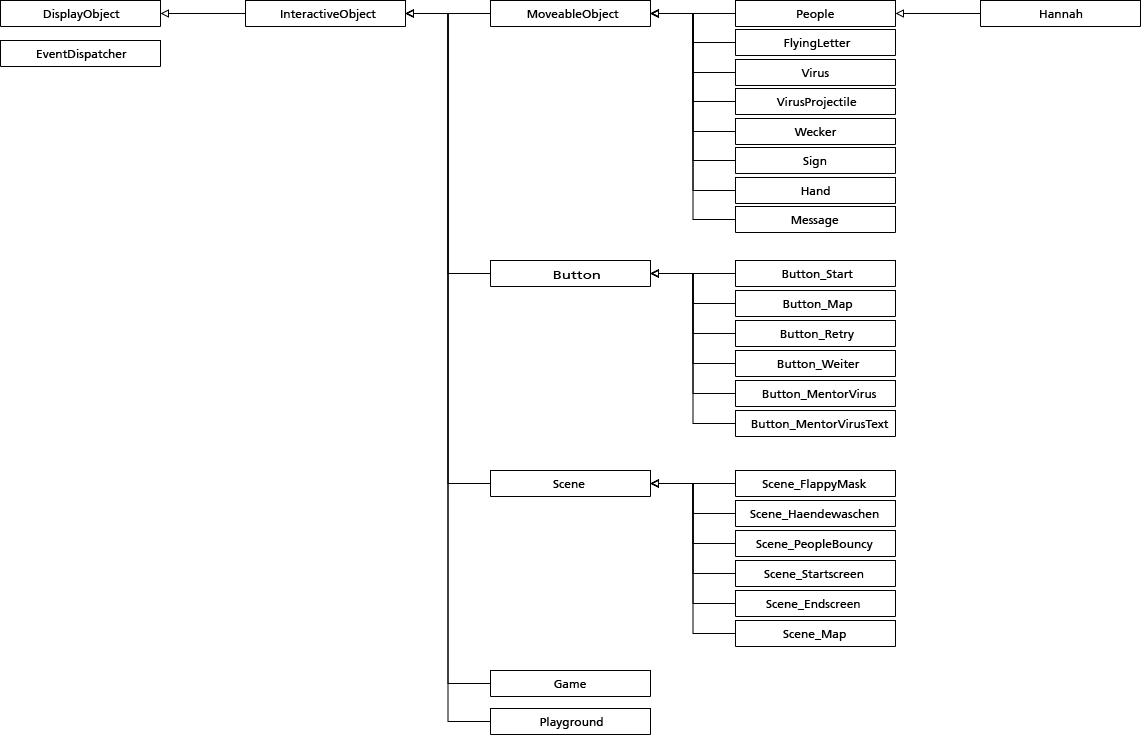 DisplayObject
InteractiveObject
MoveableObject
People
Hannah
EventDispatcher
FlyingLetter
Virus
VirusProjectile
Wecker
Sign
Hand
Message
Button
Button_Start
Button_Map
Button_Retry
Button_Weiter
Button_MentorVirus
Button_MentorVirusText
Scene
Scene_FlappyMask
Scene_Haendewaschen
Scene_PeopleBouncy
Scene_Startscreen
Scene_Endscreen
Scene_Map
Game
Playground